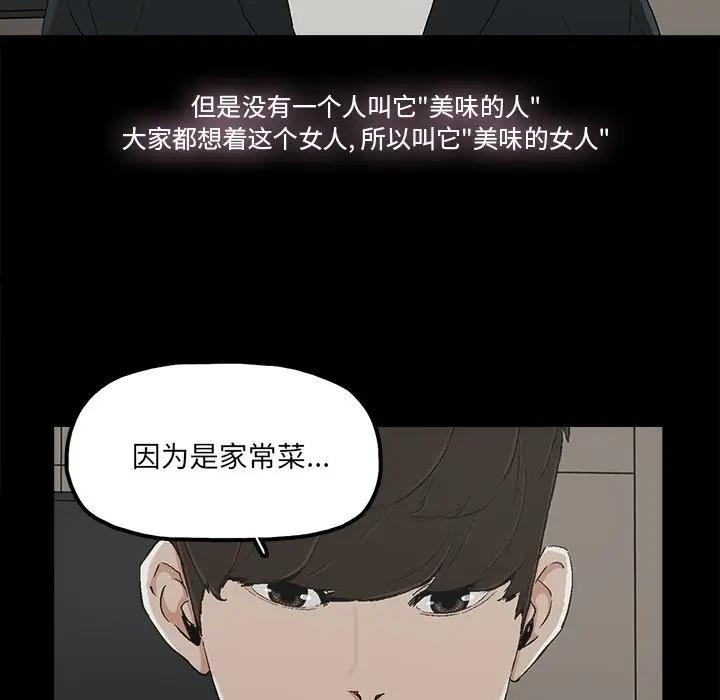 但是没有一个人叫它"美味的人"
大家都想着这个女人,所以叫它"美味的女人"
因为是家常菜...